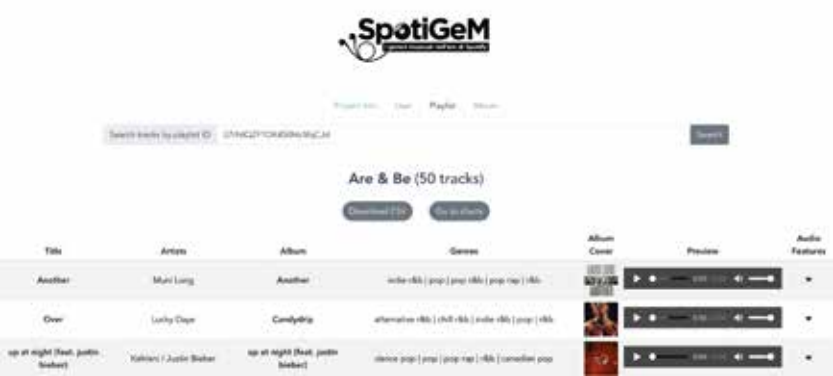 SpotiGeM
User Playlist
Search tracks by playlist ID
Search
Are & Be (50 tracks)
Go to charts
Title Artists Album Genres Album Cover Preview Audio Features
Another Muni Long Another indie r&b | pop | pop r&b | pop rap | r&b
Over Lucky Daye Candydrip alternative r&b | chill r&b | indie r&b | pop | r&b
up at night (feat. justin bieber) Kehlani / Justin Bieber up at night (feat. justin bieber) dance pop | pop | pop rap | r&b | canadian pop